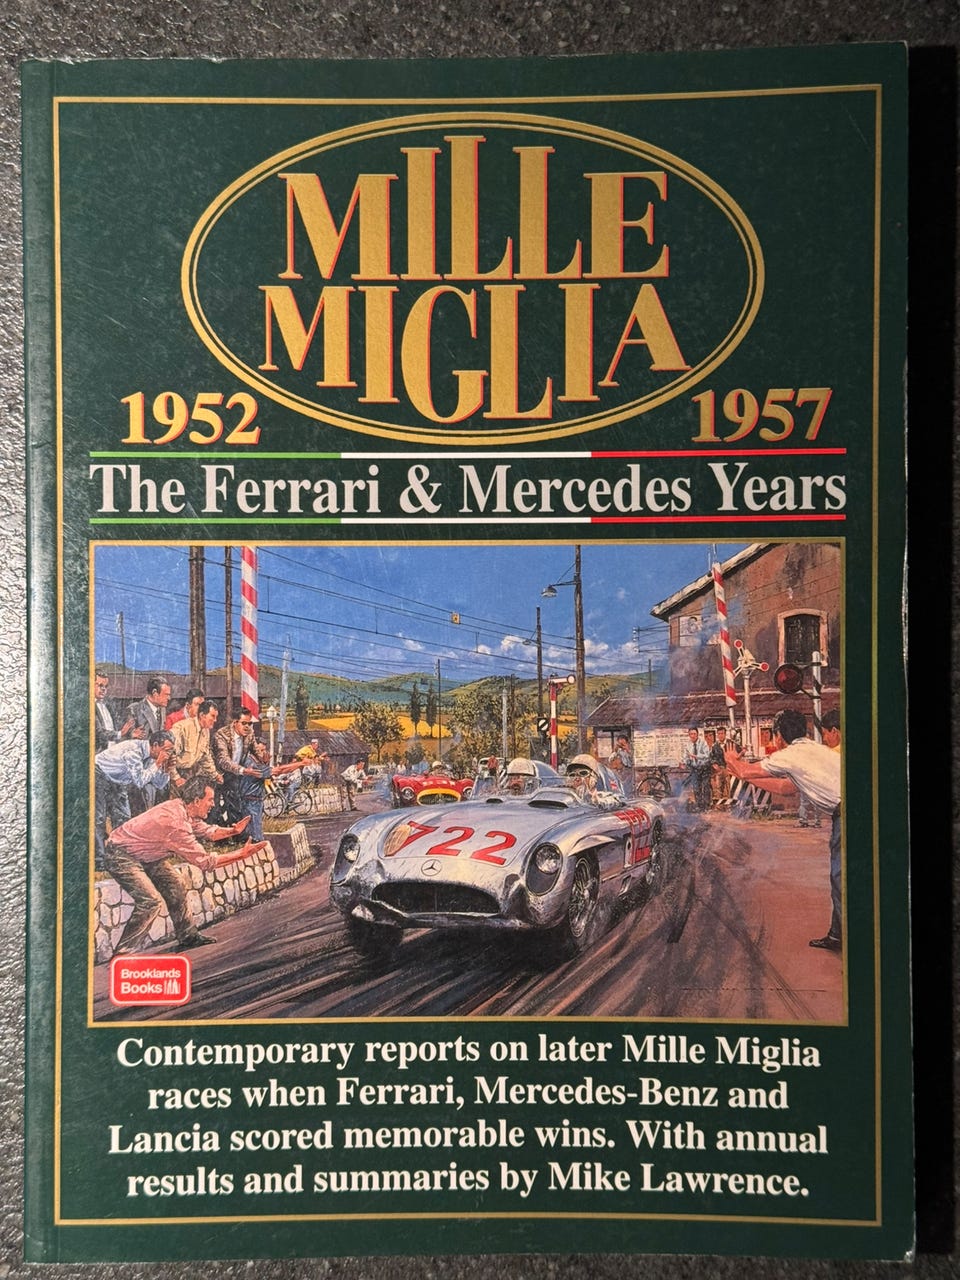 MILLE
MIGLIA
1952 1957
The Ferrari & Mercedes Years
722
Brooklands
Books
Contemporary reports on later Mille Miglia
races when Ferrari, Mercedes-Benz and
Lancia scored memorable wins. With annual
results and summaries by Mike Lawrence.